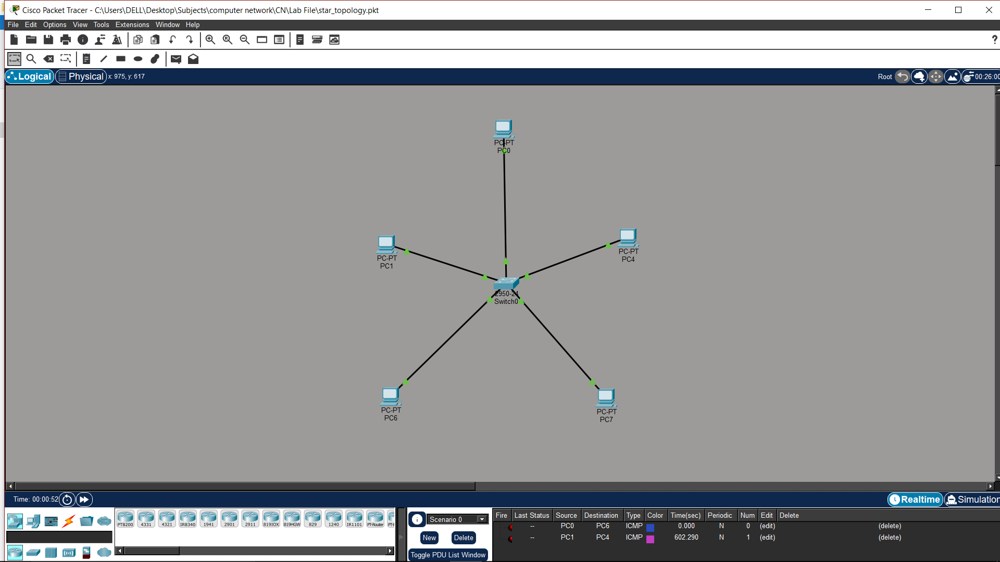 Cisco Packet Tracer - C:\Users\DELL\Desktop\Subjects\computer network\CN\Lab File\star_topology.pkt
File Edit Options View Tools Extensions Window Help
?
Logical Physical x: 975, y: 617 Root 00:26:00
PC-PT
PC0
PC-PT
PC1
PC-PT
PC4
2950-24
Switch0
PC-PT
PC6
PC-PT
PC7
Time: 00:00:52 Realtime Simulation
PT8200 4331 4321 IR8340 1941 2901 2911 819IOX 819HGW 829 1240 IR1101 PT-Router
Scenario 0
New Delete
Toggle PDU List Window
Fire Last Status Source Destination Type Color Time(sec) Periodic Num Edit Delete
-- PC0 PC6 ICMP 0.000 N 0 (edit) (delete)
-- PC1 PC4 ICMP 602.290 N 1 (edit) (delete)